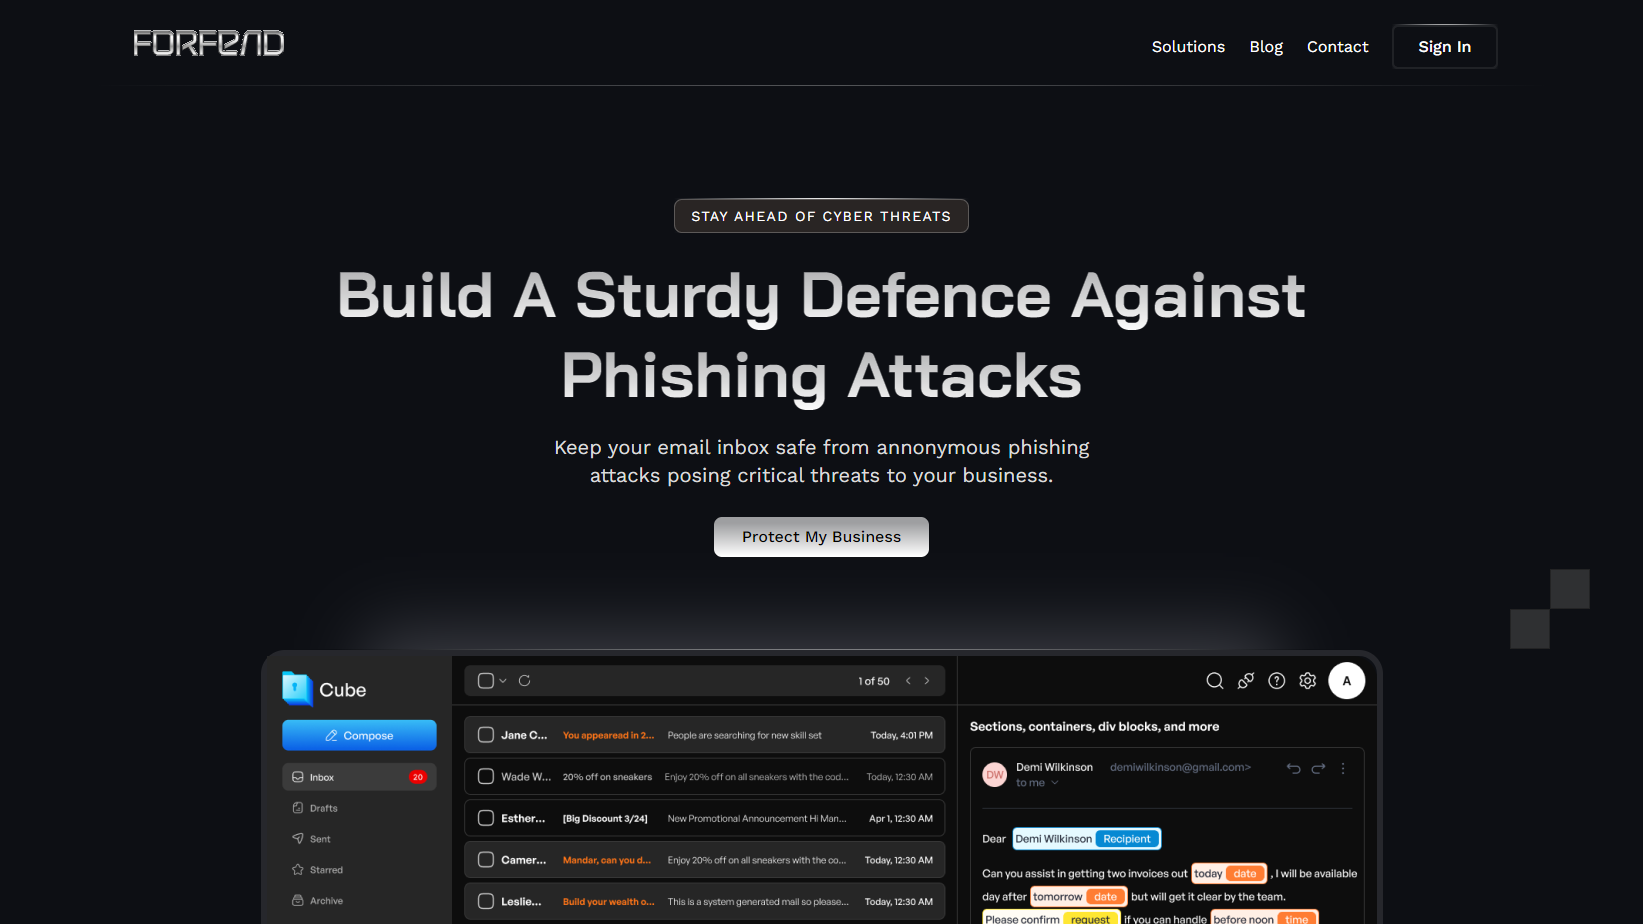 FORFEND
Solutions Blog Contact Sign In
STAY AHEAD OF CYBER THREATS
Build A Sturdy Defence Against
Phishing Attacks
Keep your email inbox safe from annonymous phishing
attacks posing critical threats to your business.
Protect My Business
Cube
Compose
Inbox 20
Drafts
Sent
Starred
Archive
1 of 50
Jane C... You appearead in 2... People are searching for new skill set Today, 4:01 PM
Wade W... 20% off on sneakers Enjoy 20% off on all sneakers with the cod... Today, 12:30 AM
Esther... [Big Discount 3/24] New Promotional Announcement Hi Man... Apr 1, 12:30 AM
Camer... Mandar, can you d... Enjoy 20% off on all sneakers with the co... Today, 12:30 AM
Leslie... Build your wealth o... This is a system generated mail so please... Today, 12:30 AM
A
Sections, containers, div blocks, and more
DW Demi Wilkinson demiwilkinson@gmail.com>
to me
Dear Demi Wilkinson Recipient
Can you assist in getting two invoices out today date , I will be available
day after tomorrow date but will get it clear by the team.
Please confirm request if you can handle before noon time